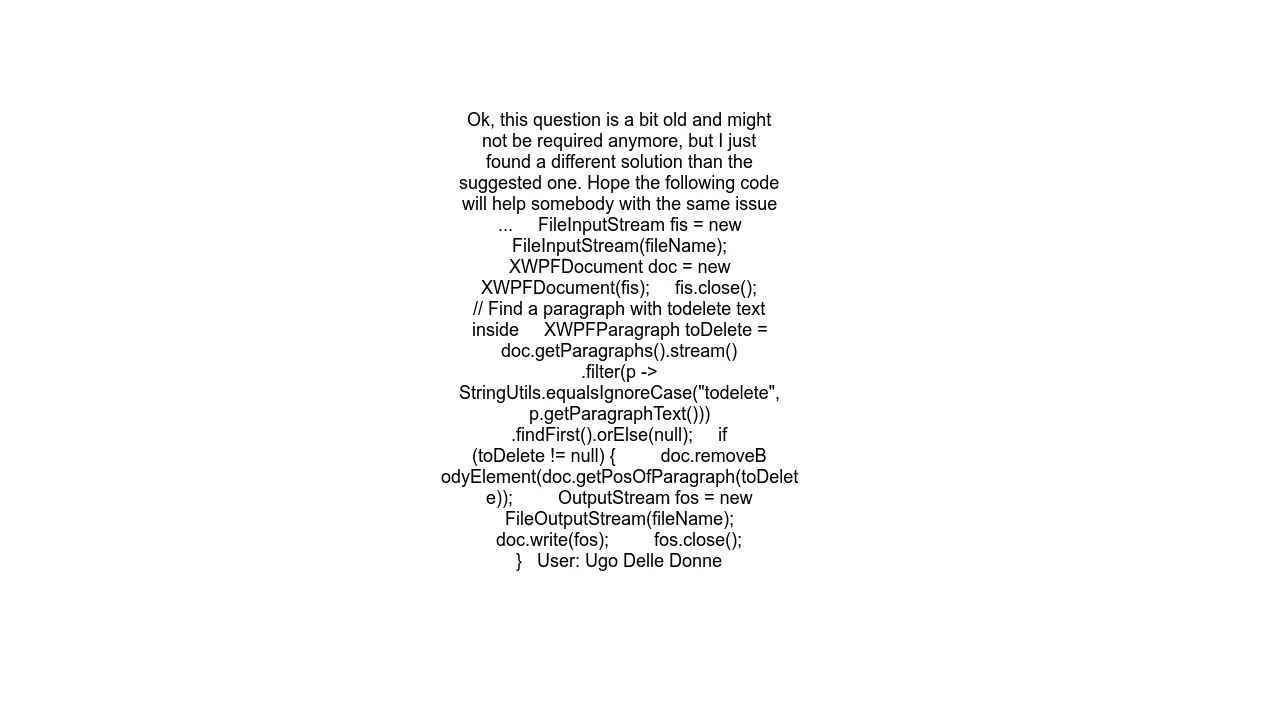 Ok, this question is a bit old and might
not be required anymore, but I just
found a different solution than the
suggested one. Hope the following code
will help somebody with the same issue
... FileInputStream fis = new
FileInputStream(fileName);
XWPFDocument doc = new
XWPFDocument(fis); fis.close();
// Find a paragraph with todelete text
inside XWPFParagraph toDelete =
doc.getParagraphs().stream()
.filter(p ->
StringUtils.equalsIgnoreCase("todelete",
p.getParagraphText()))
.findFirst().orElse(null); if
(toDelete != null) { doc.removeB
odyElement(doc.getPosOfParagraph(toDelet
e)); OutputStream fos = new
FileOutputStream(fileName);
doc.write(fos); fos.close();
} User: Ugo Delle Donne